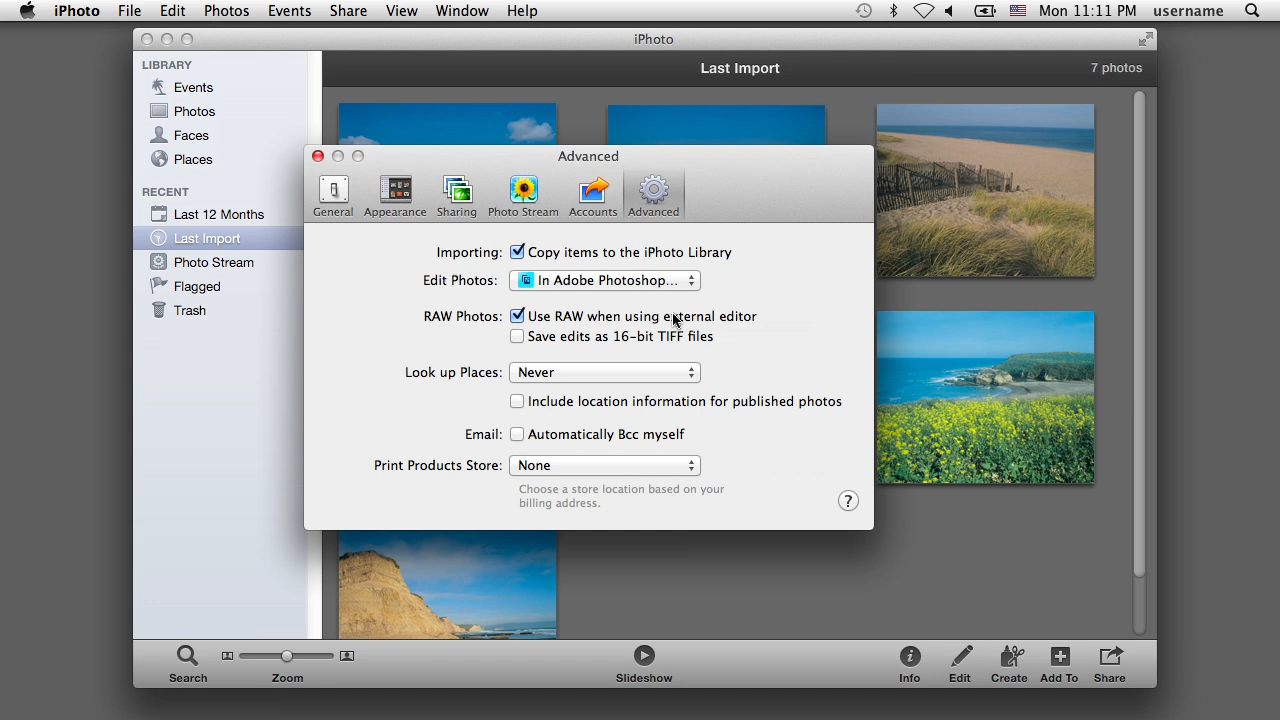 iPhoto File Edit Photos Events Share View Window Help Mon 11:11 PM username
iPhoto
LIBRARY
Events
Photos
Faces
Places
RECENT
Last 12 Months
Last Import
Photo Stream
Flagged
Trash
Last Import 7 photos
Advanced
General Appearance Sharing Photo Stream Accounts Advanced
Importing: Copy items to the iPhoto Library
Edit Photos: In Adobe Photoshop...
RAW Photos: Use RAW when using external editor
Save edits as 16-bit TIFF files
Look up Places: Never
Include location information for published photos
Email: Automatically Bcc myself
Print Products Store: None
Choose a store location based on your
billing address.
?
Search Zoom Slideshow Info Edit Create Add To Share